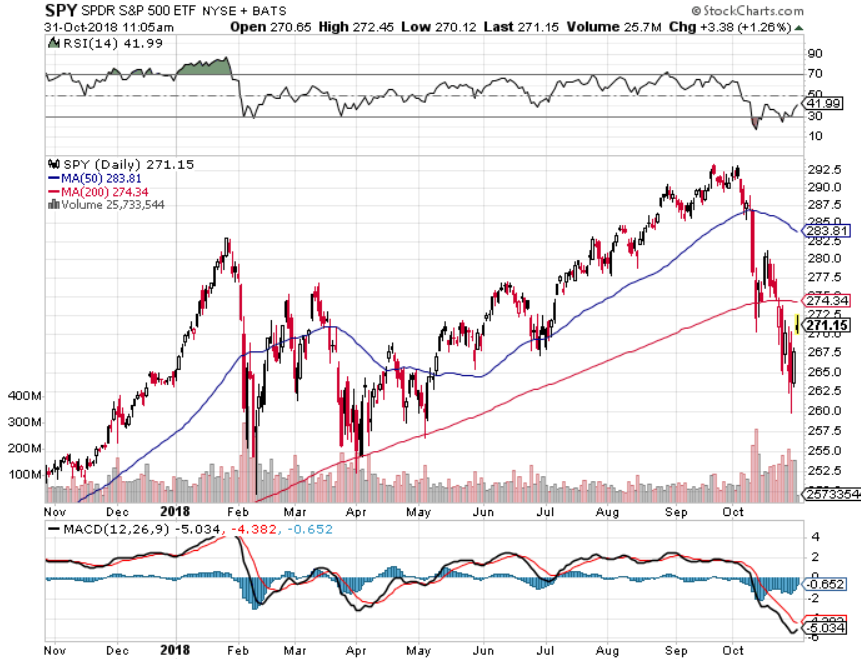 SPY SPDR S&P 500 ETF NYSE + BATS © StockCharts.com
31-Oct-2018 11:05am Open 270.65 High 272.45 Low 270.12 Last 271.15 Volume 25.7M Chg +3.38 (+1.26%)
RSI(14) 41.99
90
70
50
41.99
30
10
SPY (Daily) 271.15
MA(50) 283.81
MA(200) 274.34
Volume 25,733,544
292.5
290.0
287.5
285.0
283.81
282.5
280.0
277.5
274.34
272.5
271.15
270.0
267.5
265.0
262.5
260.0
257.5
255.0
252.5
400M
300M
200M
100M
2573354
Nov Dec 2018 Feb Mar Apr May Jun Jul Aug Sep Oct
MACD(12,26,9) -5.034, -4.382, -0.652
4
2
0
-0.652
-2
-4.382
-5.034
Nov Dec 2018 Feb Mar Apr May Jun Jul Aug Sep Oct